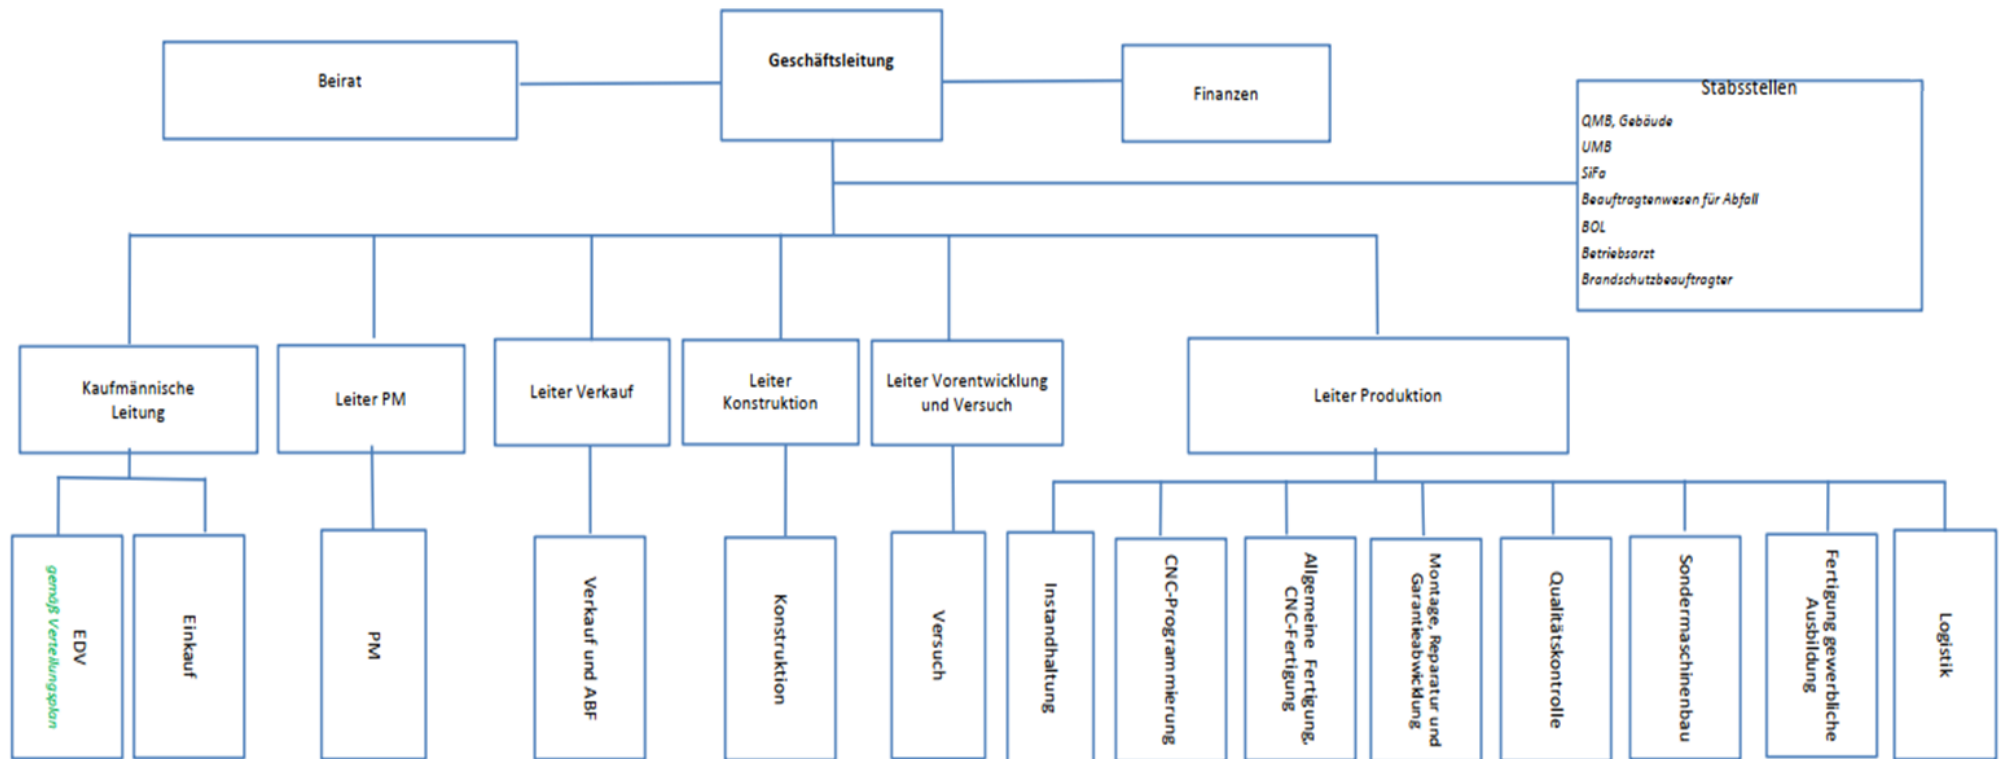 Geschäftsleitung
Beirat
Finanzen
Stabsstellen
QMB, Gebäude
UMB
SiFa
Beauftragtenwesen für Abfall
BOL
Betriebsarzt
Brandschutzbeauftragter
Kaufmännische
Leitung
Leiter PM
Leiter Verkauf
Leiter
Konstruktion
Leiter Vorentwicklung
und Versuch
Leiter Produktion
EDV
gemäß Verteilungsplan
Einkauf
PM
Verkauf und ABF
Konstruktion
Versuch
Instandhaltung
CNC-Programmierung
Allgemeine Fertigung,
CNC-Fertigung
Montage, Reparatur und
Garantieabwicklung
Qualitätskontrolle
Sondermaschinenbau
Fertigung gewerbliche
Ausbildung
Logistik